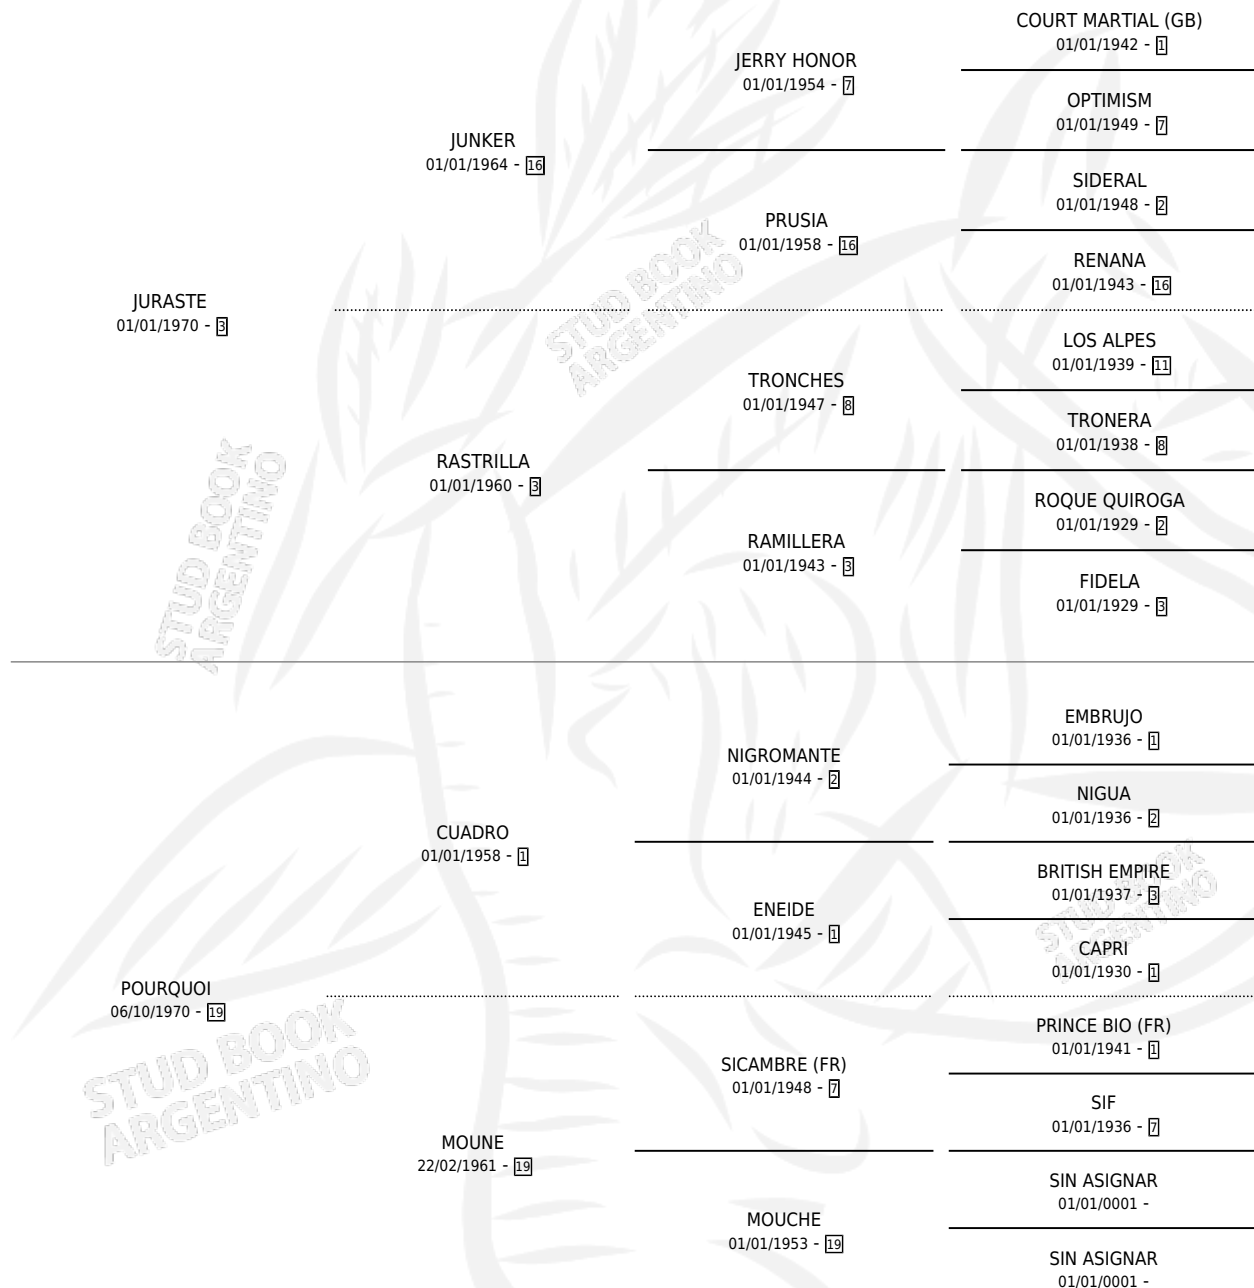 COURT MARTIAL (GB)
01/01/1942 - 1
JERRY HONOR
01/01/1954 - 7
OPTIMISM
01/01/1949 - 7
JUNKER
01/01/1964 - 16
SIDERAL
01/01/1948 - 2
PRUSIA
01/01/1958 - 16
RENANA
01/01/1943 - 16
JURASTE
01/01/1970 - 3
LOS ALPES
01/01/1939 - 11
TRONCHES
01/01/1947 - 8
TRONERA
01/01/1938 - 8
RASTRILLA
01/01/1960 - 3
ROQUE QUIROGA
01/01/1929 - 2
RAMILLERA
01/01/1943 - 3
FIDELA
01/01/1929 - 3
STUD BOOK
ARGENTINO
STUD BOOK
ARGENTINO
EMBRUJO
01/01/1936 - 1
NIGROMANTE
01/01/1944 - 2
NIGUA
01/01/1936 - 2
CUADRO
01/01/1958 - 1
BRITISH EMPIRE
01/01/1937 - 3
ENEIDE
01/01/1945 - 1
CAPRI
01/01/1930 - 1
POURQUOI
06/10/1970 - 19
PRINCE BIO (FR)
01/01/1941 - 1
SICAMBRE (FR)
01/01/1948 - 7
SIF
01/01/1936 - 7
MOUNE
22/02/1961 - 19
SIN ASIGNAR
01/01/0001 -
MOUCHE
01/01/1953 - 19
SIN ASIGNAR
01/01/0001 -
STUD BOOK
ARGENTINO
STUD BOOK
ARGENTINO